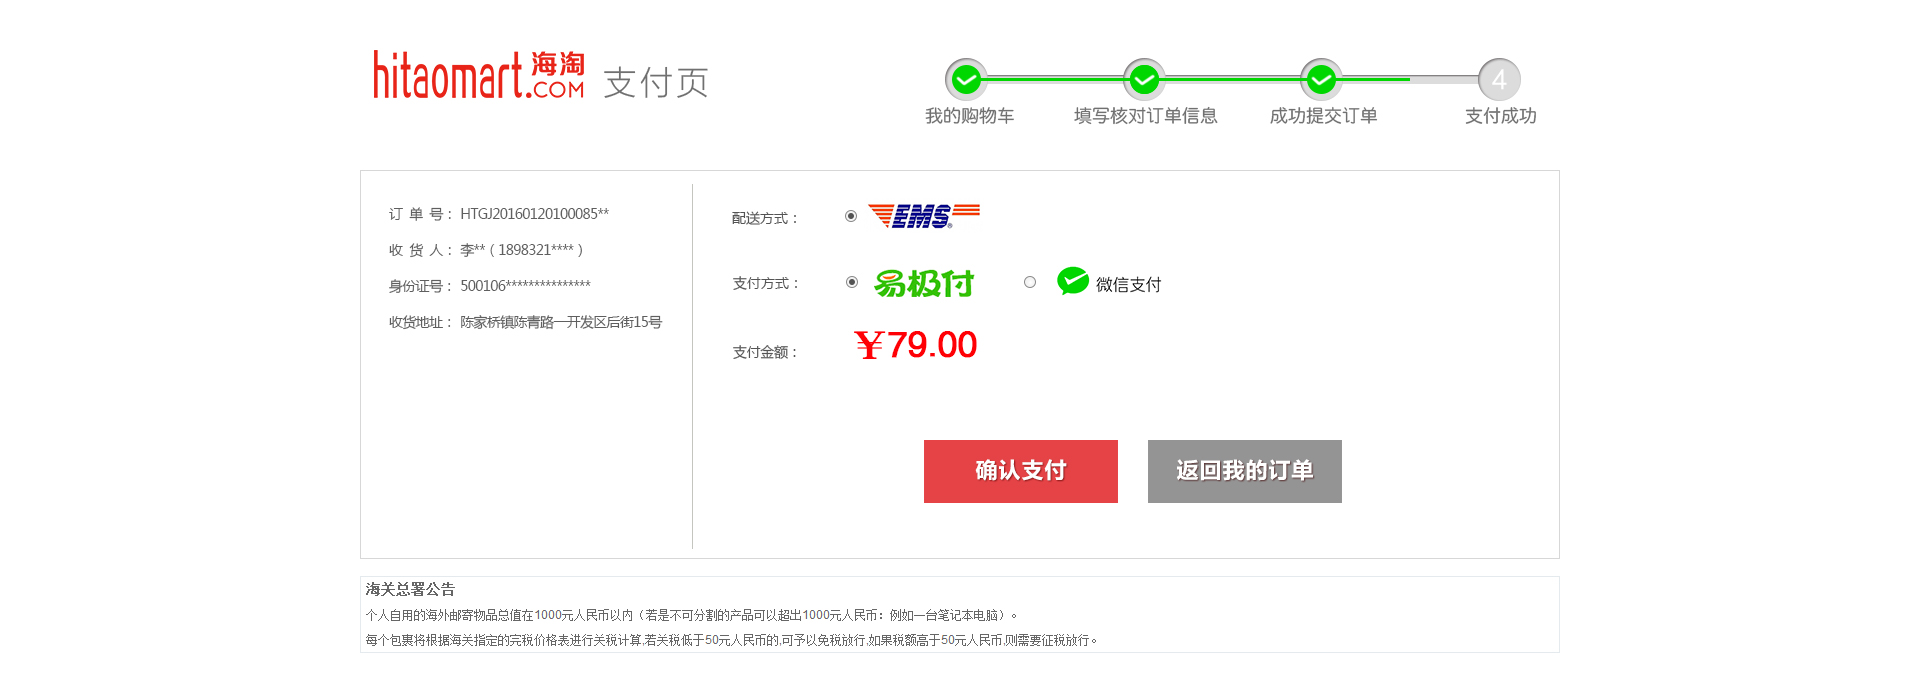 hitaomart.海淘
.COM
支付页
4
我的购物车 填写核对订单信息 成功提交订单 支付成功
订 单 号： HTGJ20160120100085**
收 货 人： 李**（1898321****）
身份证号： 500106***************
收货地址： 陈家桥镇陈青路一开发区后街15号
配送方式： EMS
支付方式： 易极付 微信支付
支付金额： ¥79.00
确认支付 返回我的订单
海关总署公告
个人自用的海外邮寄物品总值在1000元人民币以内（若是不可分割的产品可以超出1000元人民币：例如一台笔记本电脑）。
每个包裹将根据海关指定的完税价格表进行关税计算,若关税低于50元人民币的,可予以免税放行,如果税额高于50元人民币,则需要征税放行。